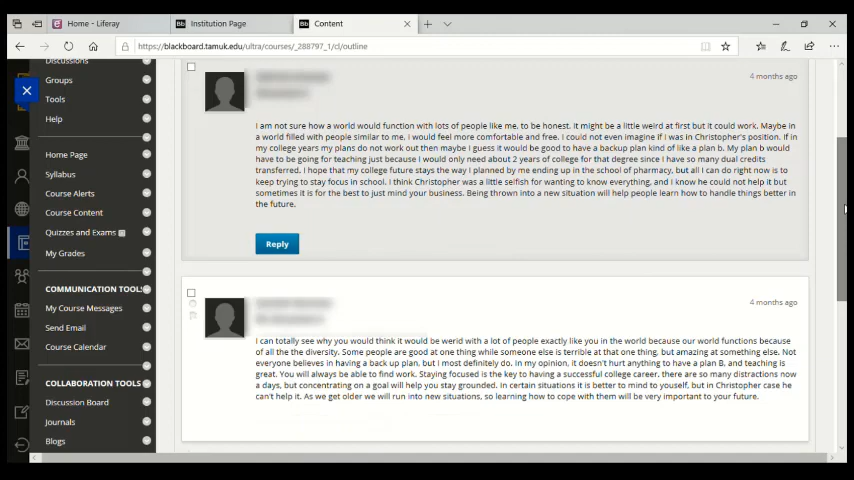 Home - Liferay
Institution Page
Content
https://blackboard.tamuk.edu/ultra/courses/_288797_1/cl/outline
Discussions
Groups
Tools
Help
Home Page
Syllabus
Course Alerts
Course Content
Quizzes and Exams
My Grades
COMMUNICATION TOOLS
My Course Messages
Send Email
Course Calendar
COLLABORATION TOOLS
Discussion Board
Journals
Blogs
4 months ago
I am not sure how a world would function with lots of people like me, to be honest. It might be a little weird at first but it could work. Maybe in
a world filled with people similar to me, I would feel more comfortable and free. I could not even imagine if I was in Christopher's position. If in
my college years my plans do not work out then maybe I guess it would be good to have a backup plan kind of like a plan b. My plan b would
have to be going for teaching just because I would only need about 2 years of college for that degree since I have so many dual credits
transferred. I hope that my college future stays the way I planned by me ending up in the school of pharmacy, but all I can do right now is to
keep trying to stay focus in school. I think Christopher was a little selfish for wanting to know everything, and I know he could not help it but
sometimes it is for the best to just mind your business. Being thrown into a new situation will help people learn how to handle things better in
the future.
Reply
4 months ago
I can totally see why you would think it would be werid with a lot of people exactly like you in the world because our world functions because
of all the the diversity. Some people are good at one thing while someone else is terrible at that one thing, but amazing at something else. Not
everyone believes in having a back up plan, but I most definitely do. In my opinion, it doesn't hurt anything to have a plan B, and teaching is
great. You will always be able to find work. Staying focused is the key to having a successful college career. there are so many distractions now
a days, but concentrating on a goal will help you stay grounded. In certain situations it is better to mind to youself, but in Christopher case he
can't help it. As we get older we will run into new situations, so learning how to cope with them will be very important to your future.